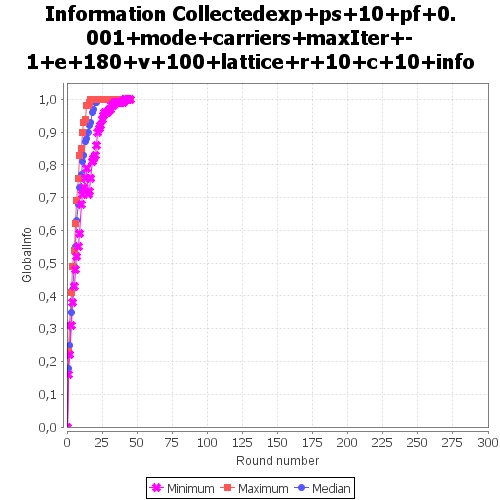 Information Collectedexp+ps+10+pf+0.
001+mode+carriers+maxIter+-
1+e+180+v+100+lattice+r+10+c+10+info
1,0
0,9
0,8
0,7
0,6
0,5
0,4
0,3
0,2
0,1
0,0
GlobalInfo
0 25 50 75 100 125 150 175 200 225 250 275 300
Round number
Minimum Maximum Median